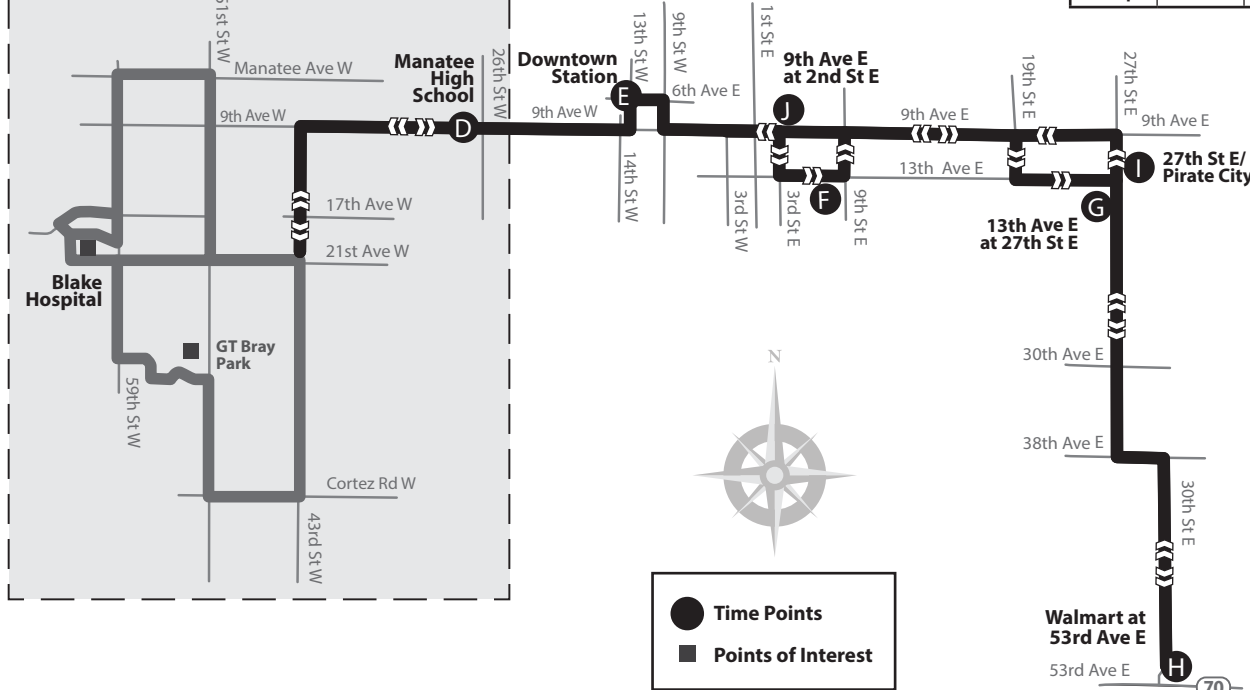 51st St W
Manatee Ave W
Manatee
High
School
26th St W
Downtown
Station
13th St W
9th St W
1st St E
9th Ave E
at 2nd St E
19th St E
27th St E
9th Ave W
D
9th Ave W
E
6th Ave E
J
9th Ave E
9th Ave E
14th St W
13th Ave E
I
27th St E/
Pirate City
17th Ave W
3rd St W
3rd St E
F
9th St E
G
13th Ave E
at 27th St E
21st Ave W
Blake
Hospital
GT Bray
Park
59th St W
N
30th Ave E
38th Ave E
Cortez Rd W
43rd St W
30th St E
Time Points
Points of Interest
Walmart at
53rd Ave E
53rd Ave E
H
70